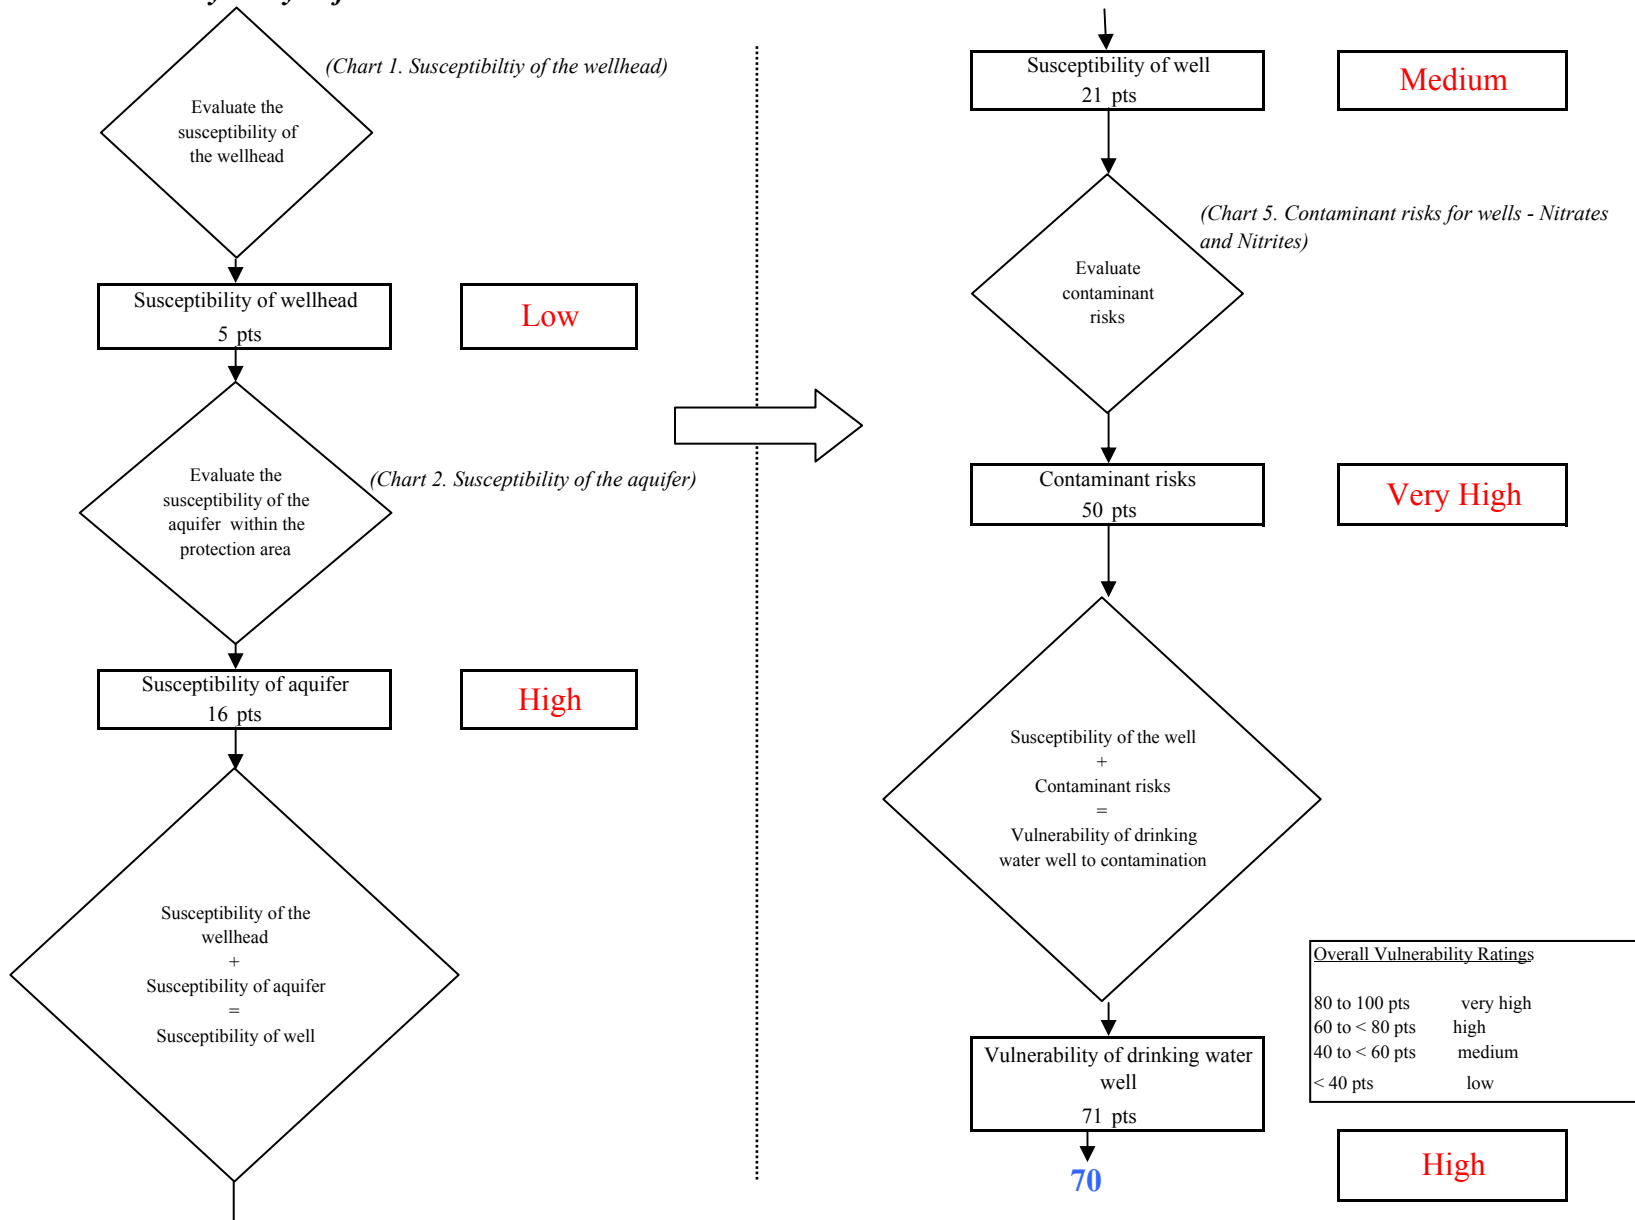 (Chart 1. Susceptibiltiy of the wellhead)
Evaluate the
susceptibility of
the wellhead
Susceptibility of wellhead
5 pts
Low
Evaluate the
susceptibility of the
aquifer within the
protection area
(Chart 2. Susceptibility of the aquifer)
Susceptibility of aquifer
16 pts
High
Susceptibility of the
wellhead
+
Susceptibility of aquifer
=
Susceptibility of well
Susceptibility of well
21 pts
Medium
(Chart 5. Contaminant risks for wells - Nitrates
and Nitrites)
Evaluate
contaminant
risks
Contaminant risks
50 pts
Very High
Susceptibility of the well
+
Contaminant risks
=
Vulnerability of drinking
water well to contamination
Overall Vulnerability Ratings
80 to 100 pts very high
60 to < 80 pts high
40 to < 60 pts medium
< 40 pts low
Vulnerability of drinking water
well
71 pts
70
High